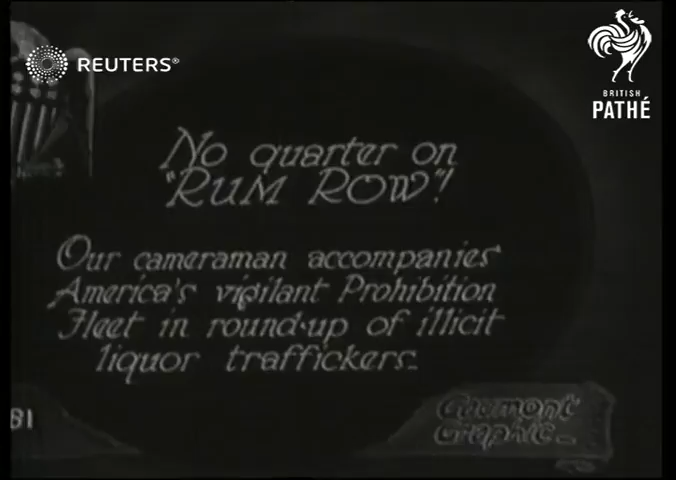 REUTERS®
BRITISH
PATHÉ
No quarter on
"RUM ROW"!
Our cameraman accompanies
America's vigilant Prohibition
Fleet in round-up of illicit
liquor traffickers..
81
Gaumont
Graphic